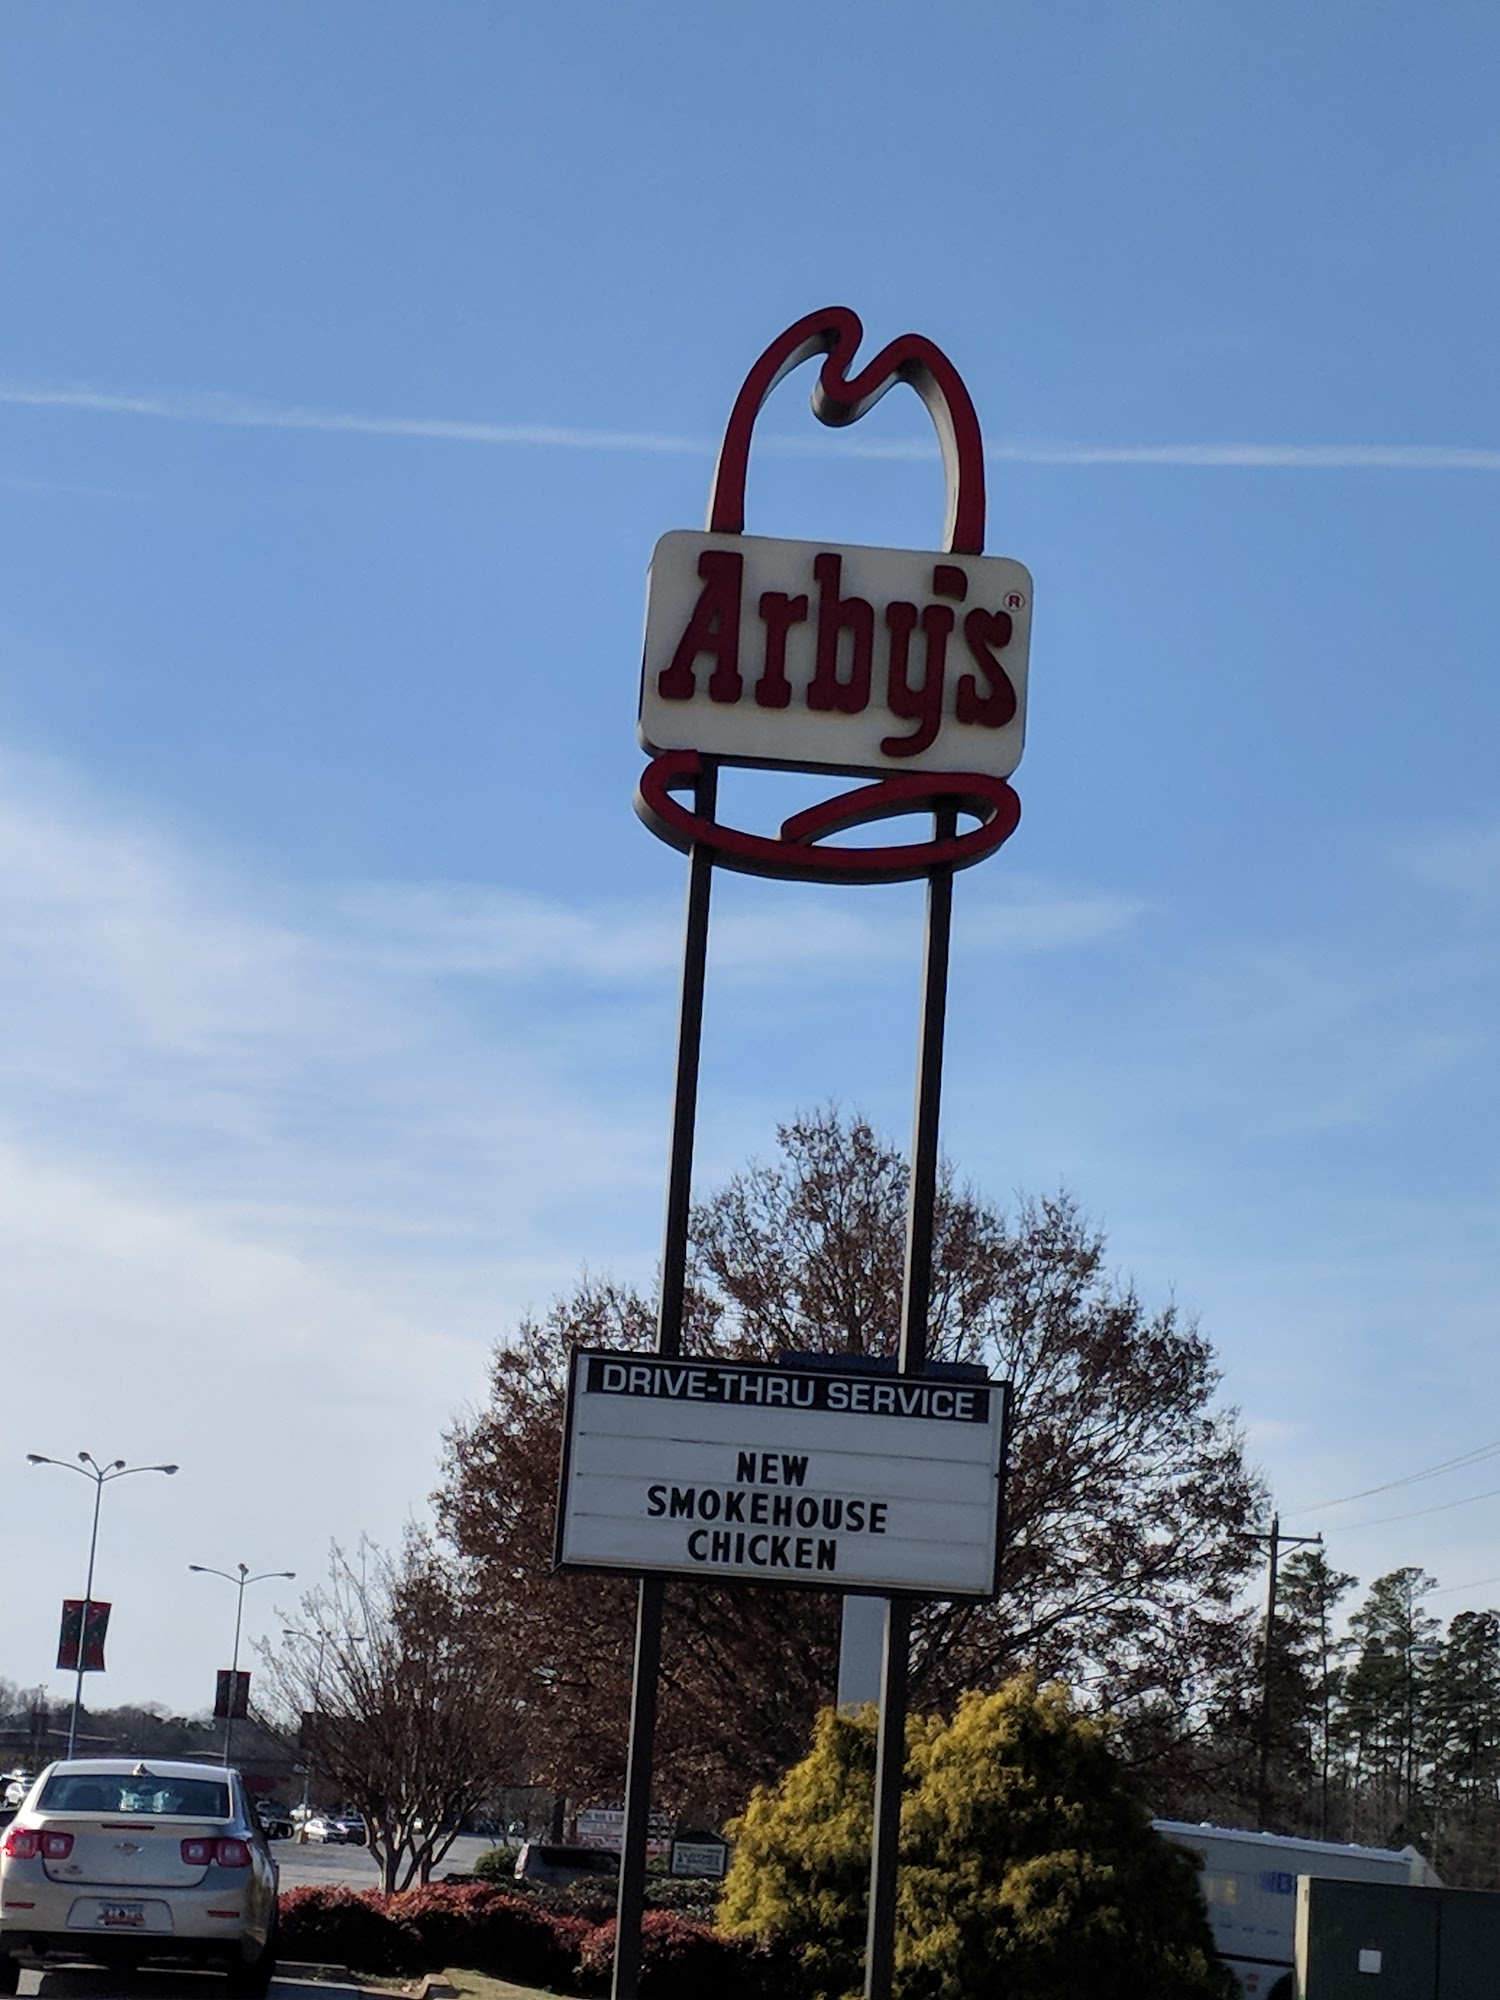 Arby's®
DRIVE-THRU SERVICE
NEW
SMOKEHOUSE
CHICKEN